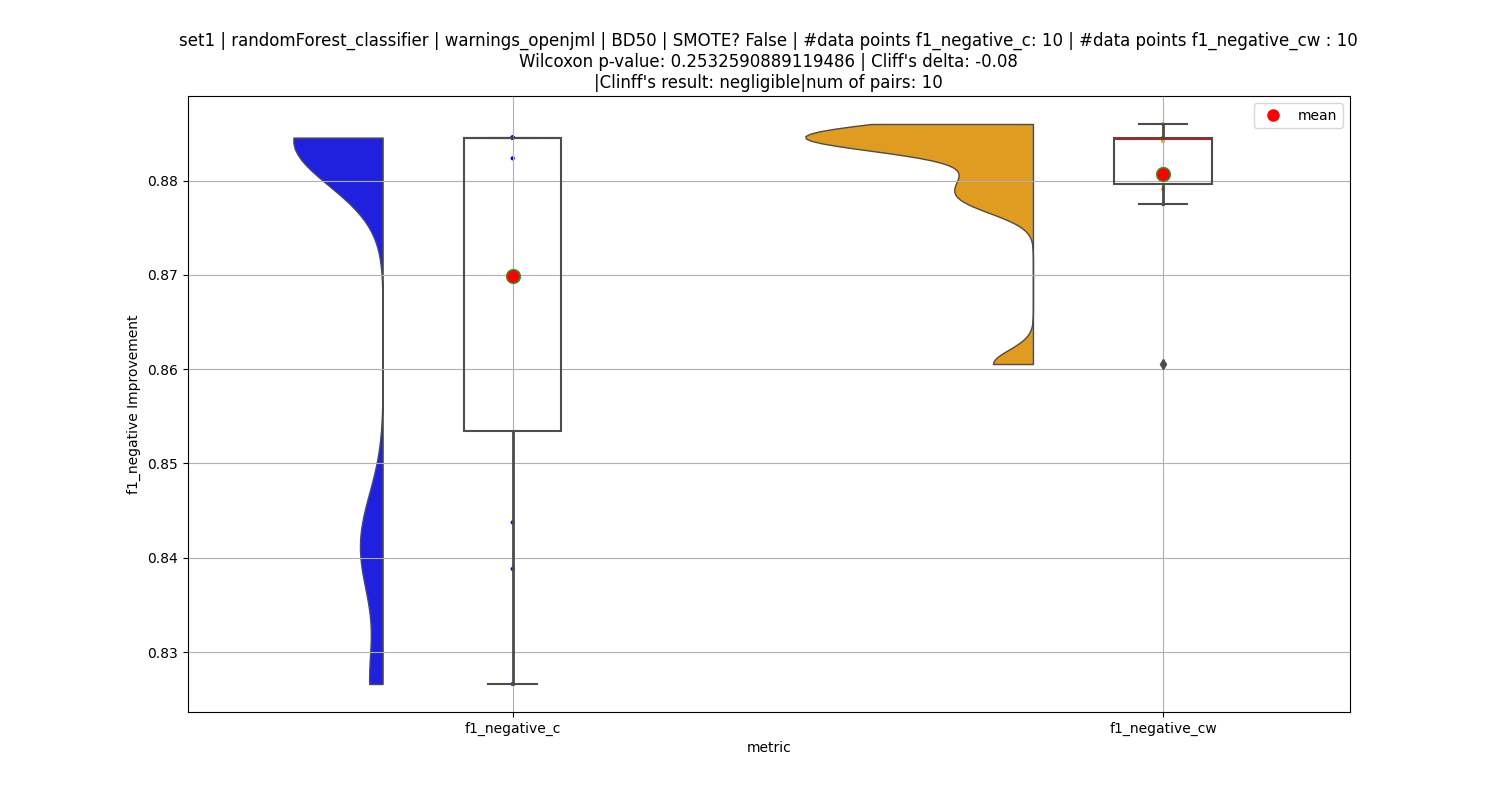 set1 | randomForest_classifier | warnings_openjml | BD50 | SMOTE? False | #data points f1_negative_c: 10 | #data points f1_negative_cw : 10
Wilcoxon p-value: 0.2532590889119486 | Cliff's delta: -0.08
|Clinff's result: negligible|num of pairs: 10
mean
0.88
0.87
0.86
0.85
0.84
0.83
f1_negative Improvement
f1_negative_c
f1_negative_cw
metric